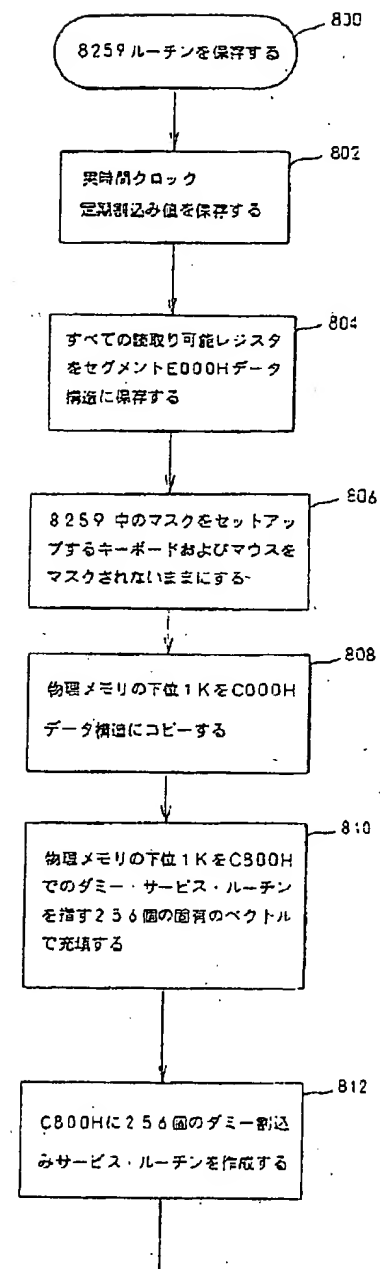 800
8259ルーチンを保存する
802
実時間クロック
定期割込み値を保存する
804
すべての読取り可能レジスタ
をセグメントE000Hデータ
構造に保存する
806
8259中のマスクをセットアッ
プするキーボードおよびマウスを
マスクされないままにする
808
物理メモリの下位1KをC000H
データ構造にコピーする
810
物理メモリの下位1KをC800H
でのダミー・サービス・ルーチン
を指す256個の固有のベクトル
で充填する
812
C800Hに256個のダミー割込
みサービス・ルーチンを作成する